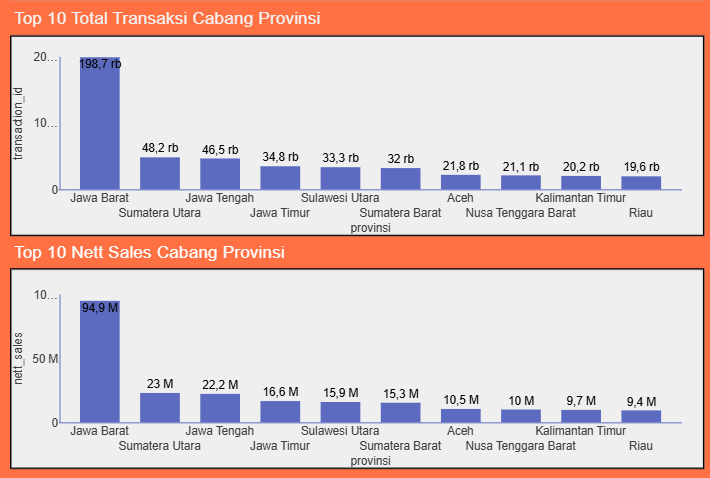 Top 10 Total Transaksi Cabang Provinsi
transaction_id
20...
198,7 rb
10...
48,2 rb
46,5 rb
34,8 rb
33,3 rb
32 rb
21,8 rb
21,1 rb
20,2 rb
19,6 rb
0
Jawa Barat
Sumatera Utara
Jawa Tengah
Jawa Timur
Sulawesi Utara
Sumatera Barat
Aceh
Nusa Tenggara Barat
Kalimantan Timur
Riau
provinsi
Top 10 Nett Sales Cabang Provinsi
nett_sales
10...
94,9 M
50 M
23 M
22,2 M
16,6 M
15,9 M
15,3 M
10,5 M
10 M
9,7 M
9,4 M
0
Jawa Barat
Sumatera Utara
Jawa Tengah
Jawa Timur
Sulawesi Utara
Sumatera Barat
Aceh
Nusa Tenggara Barat
Kalimantan Timur
Riau
provinsi